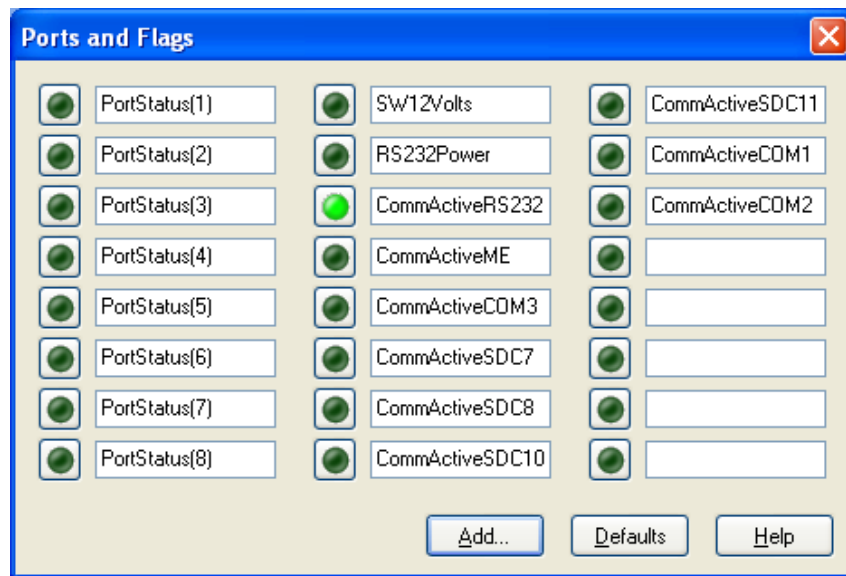 Ports and Flags
PortStatus(1)
SW12Volts
CommActiveSDC11
PortStatus(2)
RS232Power
CommActiveCOM1
PortStatus(3)
CommActiveRS232
CommActiveCOM2
PortStatus(4)
CommActiveME
PortStatus(5)
CommActiveCOM3
PortStatus(6)
CommActiveSDC7
PortStatus(7)
CommActiveSDC8
PortStatus(8)
CommActiveSDC10
Add...
Defaults
Help